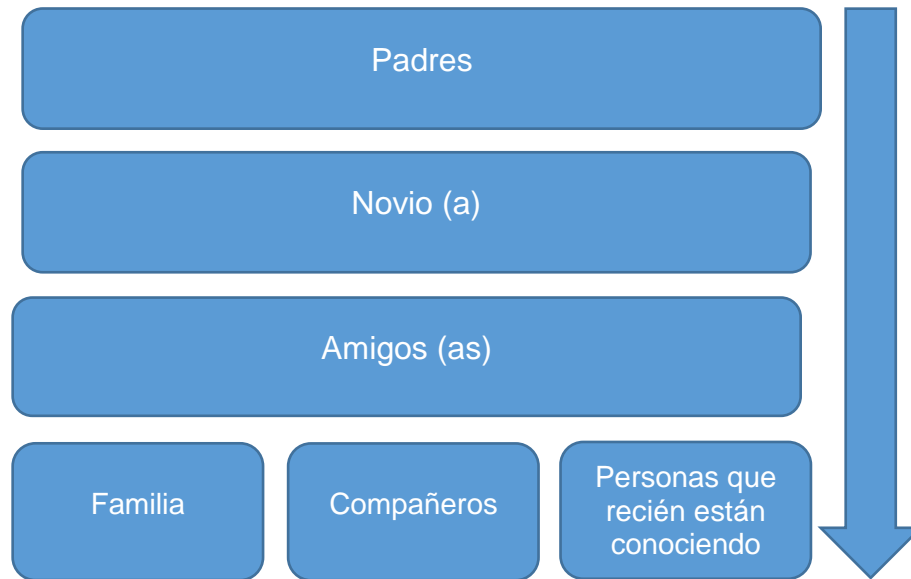 Padres
Novio (a)
Amigos (as)
Familia
Compañeros
Personas que
recién están
conociendo